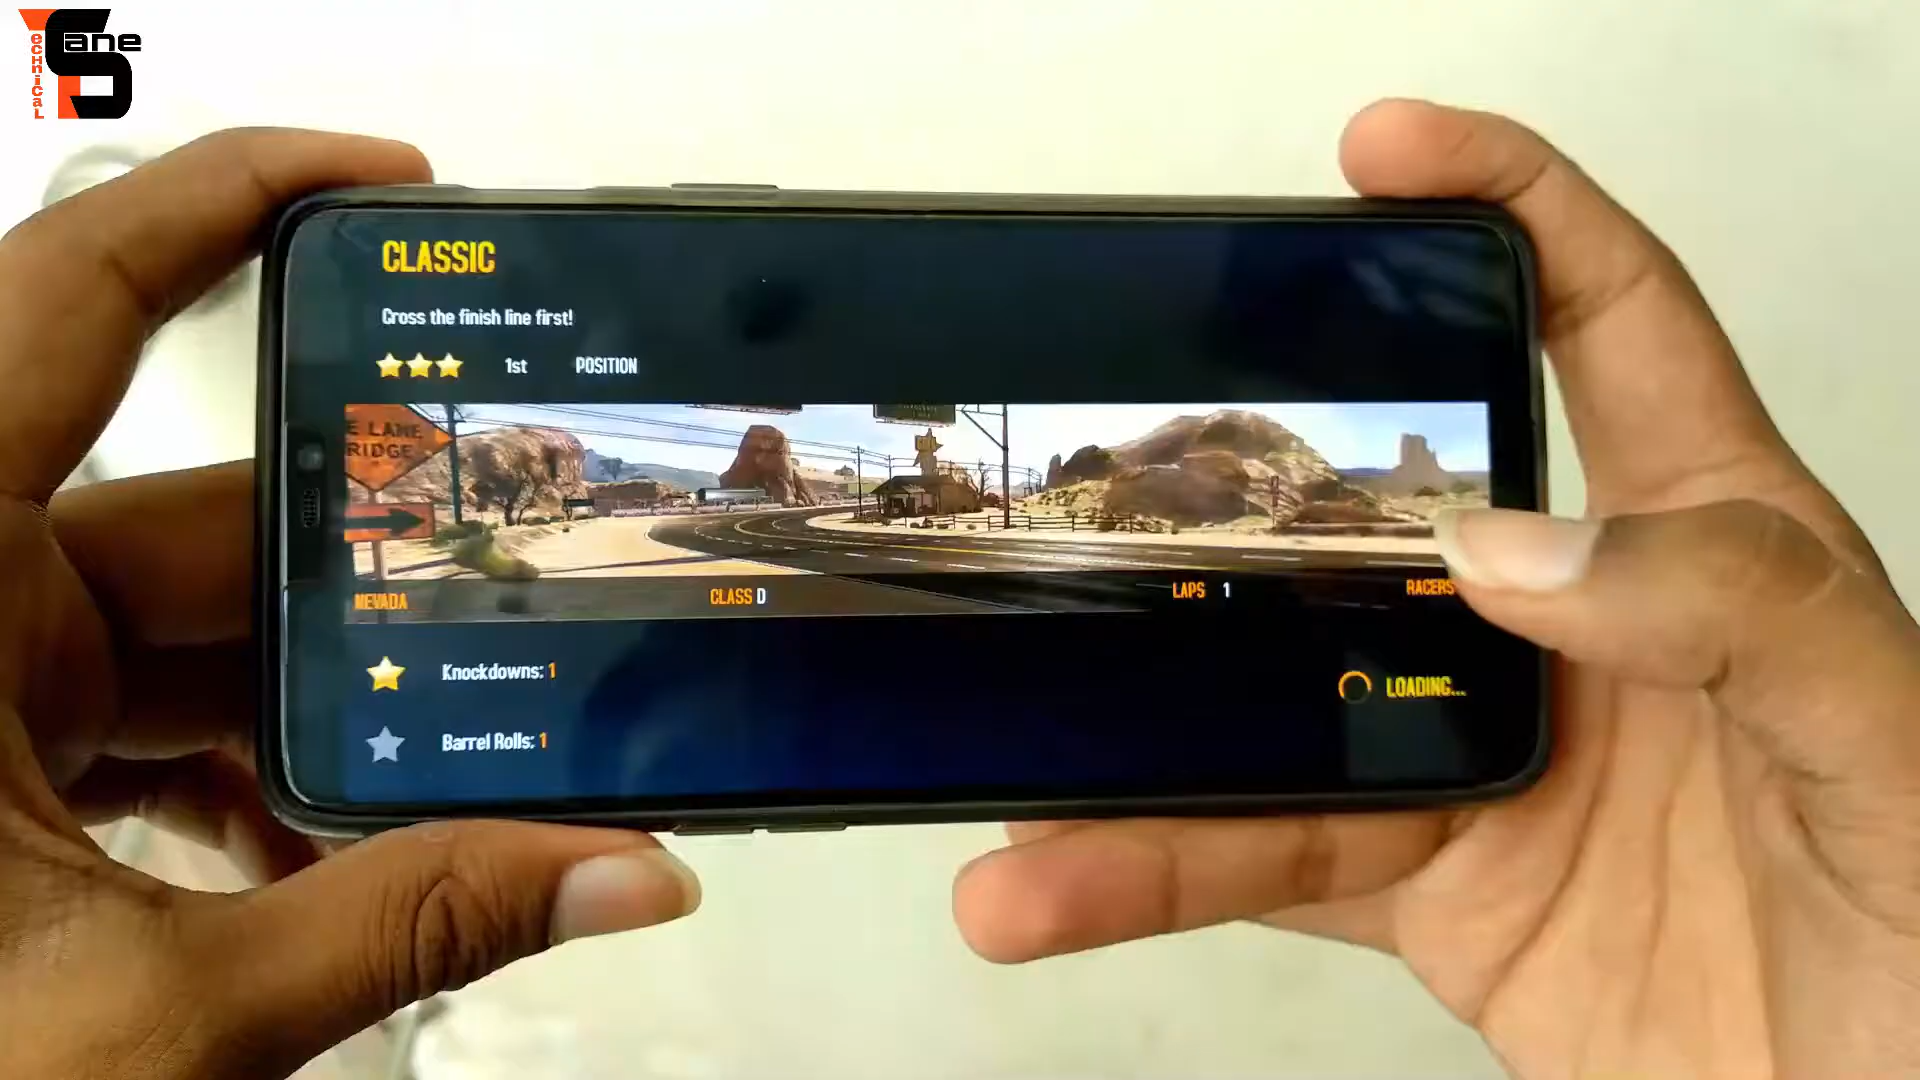 Technical
Sane
CLASSIC
Cross the finish line first!
1st POSITION
E LANE
RIDGE
NEVADA CLASS D LAPS 1 RACERS
Knockdowns: 1
LOADING...
Barrel Rolls: 1